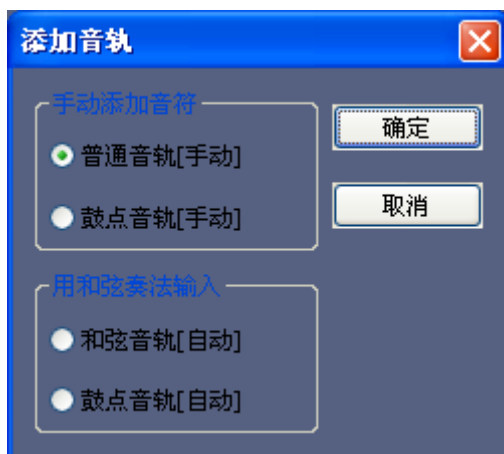 添加音轨
手动添加音符
普通音轨[手动]
鼓点音轨[手动]
确定
取消
用和弦奏法输入
和弦音轨[自动]
鼓点音轨[自动]